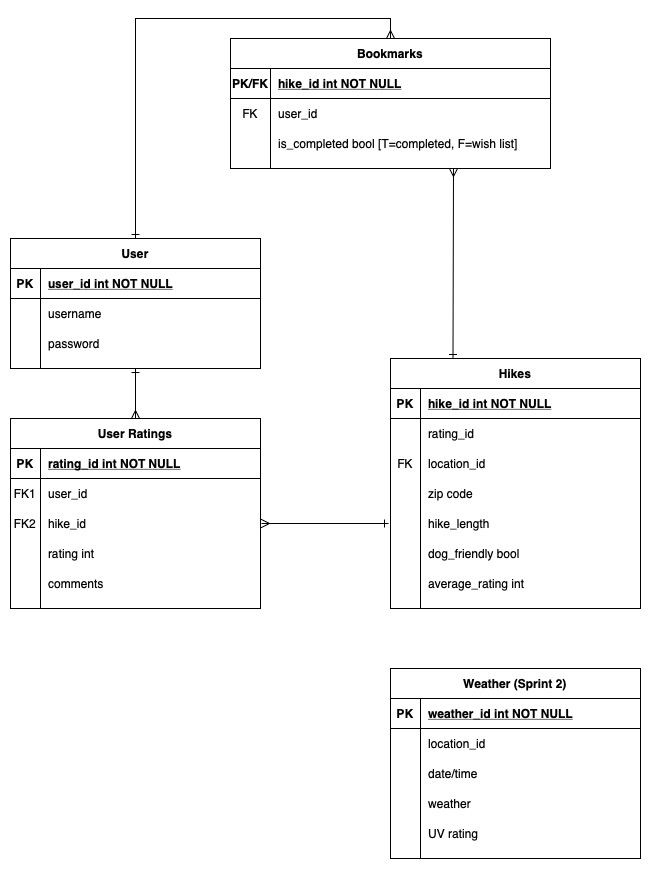 Bookmarks
PK/FK hike_id int NOT NULL
FK user_id
is_completed bool [T=completed, F=wish list]
User
PK user_id int NOT NULL
username
password
User Ratings
PK rating_id int NOT NULL
FK1 user_id
FK2 hike_id
rating int
comments
Hikes
PK hike_id int NOT NULL
rating_id
FK location_id
zip code
hike_length
dog_friendly bool
average_rating int
Weather (Sprint 2)
PK weather_id int NOT NULL
location_id
date/time
weather
UV rating